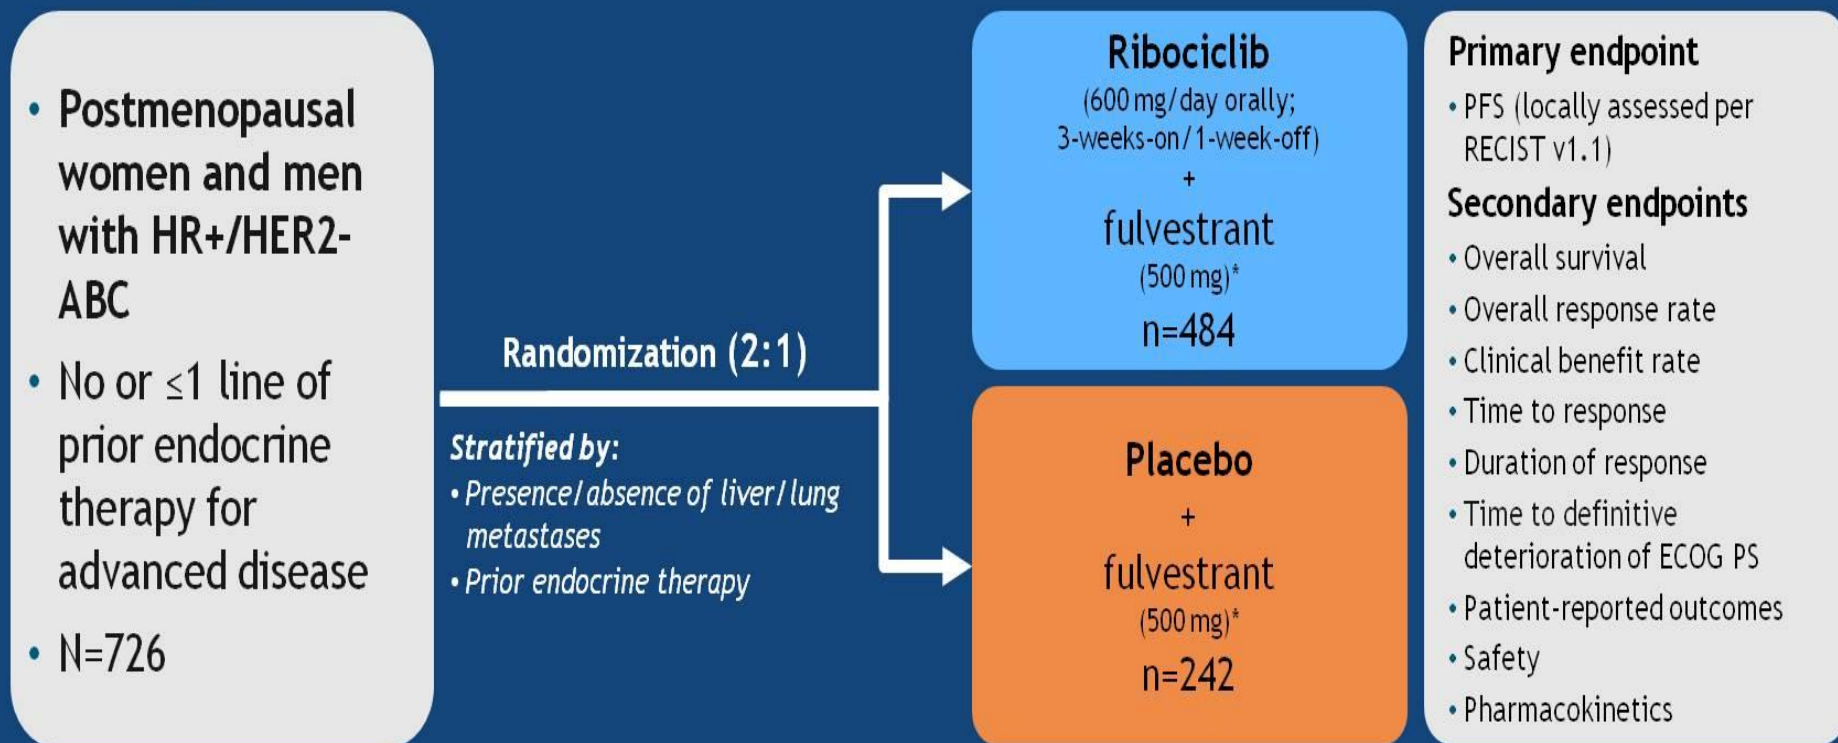 • Postmenopausal
women and men
with HR+/HER2-
ABC
• No or ≤1 line of
prior endocrine
therapy for
advanced disease
• N=726
Randomization (2:1)
Stratified by:
• Presence/absence of liver/lung
metastases
• Prior endocrine therapy
Ribociclib
(600 mg/day orally;
3-weeks-on/1-week-off)
+
fulvestrant
(500 mg)*
n=484
Placebo
+
fulvestrant
(500 mg)*
n=242
Primary endpoint
• PFS (locally assessed per
RECIST v1.1)
Secondary endpoints
• Overall survival
• Overall response rate
• Clinical benefit rate
• Time to response
• Duration of response
• Time to definitive
deterioration of ECOG PS
• Patient-reported outcomes
• Safety
• Pharmacokinetics